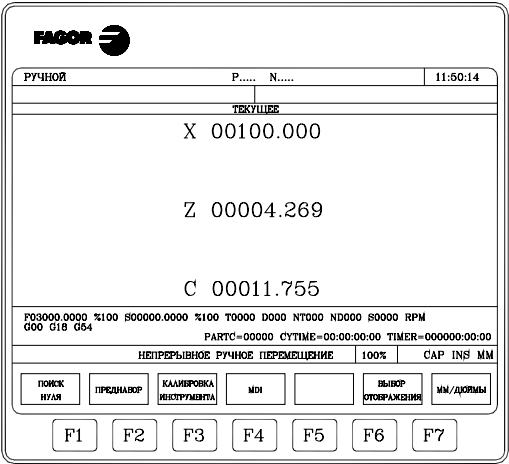 FAGOR
РУЧНОЙ P..... N..... 11:50:14
ТЕКУЩЕЕ
X 00100.000
Z 00004.269
C 00011.755
F03000.0000 %100 S00000.0000 %100 T0000 D000 NT000 ND000 S0000 RPM
G00 G18 G54
PARTC=00000 CYTIME=00:00:00:00 TIMER=000000:00:00
НЕПРЕРЫВНОЕ РУЧНОЕ ПЕРЕМЕЩЕНИЕ 100% CAP INS MM
ПОИСК НУЛЯ
ПРЕДНАБОР
КАЛИБРОВКА ИНСТРУМЕНТА
MDI
ВЫБОР ОТОБРАЖЕНИЯ
ММ/ДЮЙМЫ
F1 F2 F3 F4 F5 F6 F7